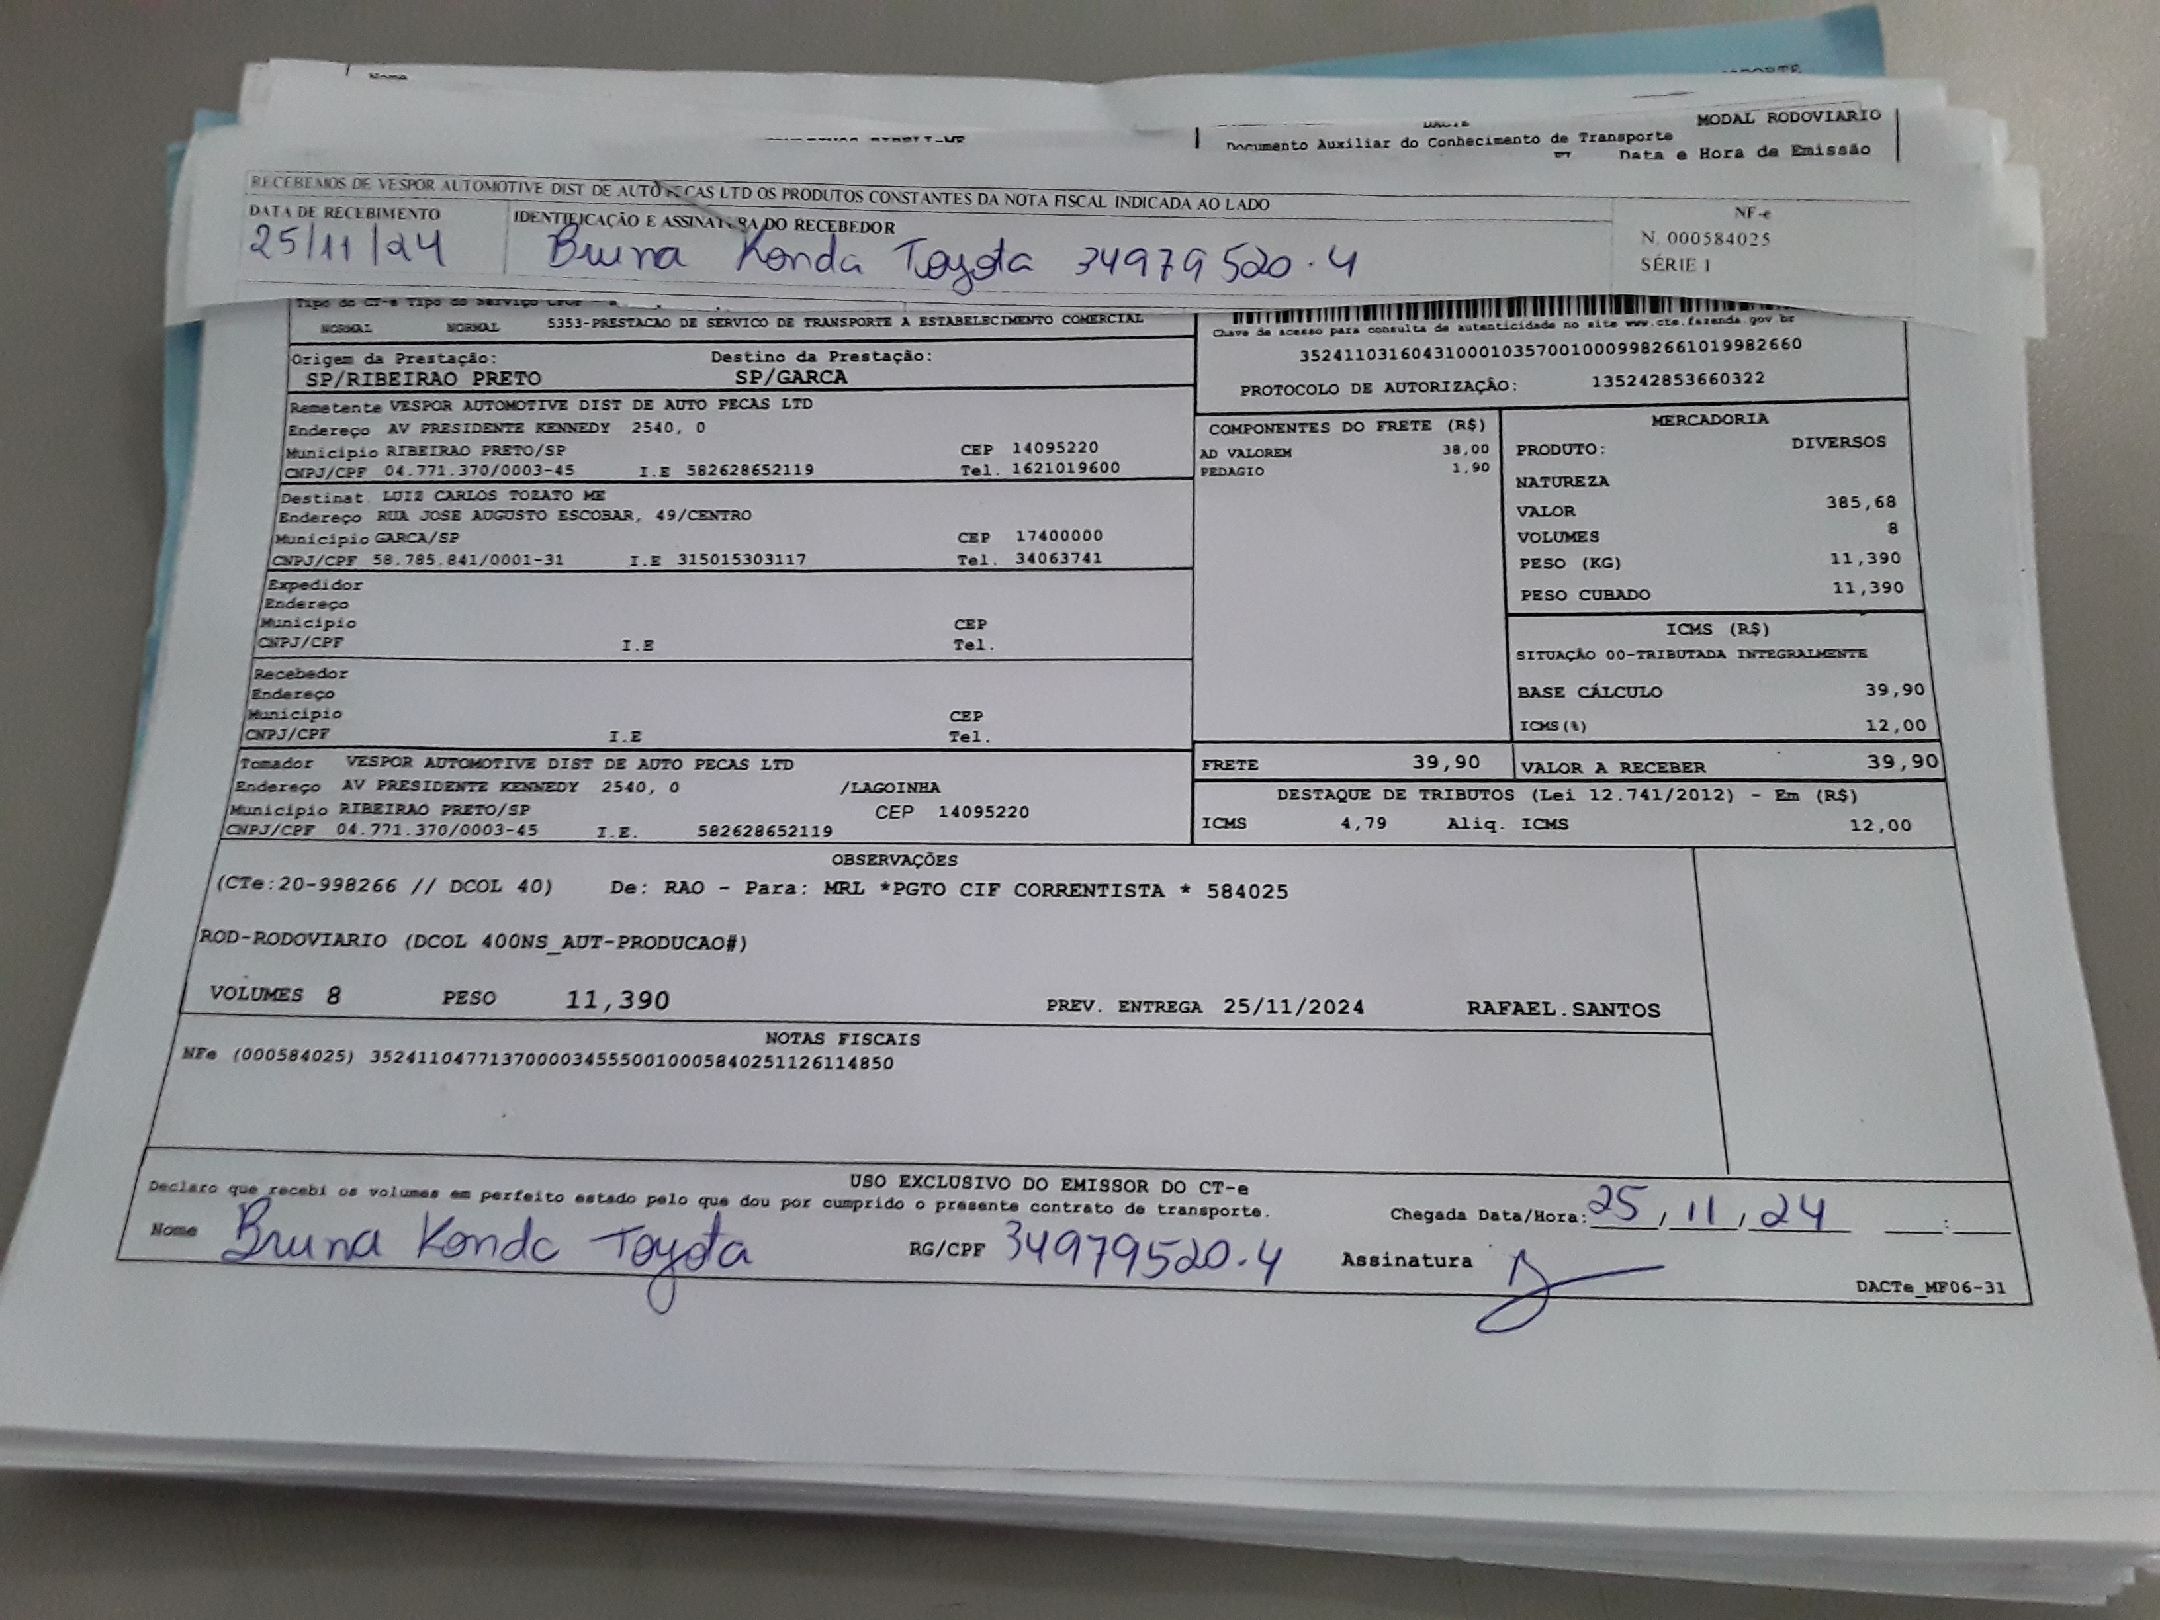 Nome
MODAL RODOVIARIO
Documento Auxiliar do Conhecimento de Transporte
Data e Hora de Emissão
RECEBEMOS DE VESPOR AUTOMOTIVE DIST DE AUTO PECAS LTD OS PRODUTOS CONSTANTES DA NOTA FISCAL INDICADA AO LADO
DATA DE RECEBIMENTO
25/11/24
IDENTIFICAÇÃO E ASSINATURA DO RECEBEDOR
Bruna Konda Toyota 34979520.4
NF-e
N. 000584025
SÉRIE 1
Tipo do CT-e Tipo do Serviço
NORMAL NORMAL 5353-PRESTACAO DE SERVICO DE TRANSPORTE A ESTABELECIMENTO COMERCIAL
Origem da Prestação: Destino da Prestação:
SP/RIBEIRAO PRETO SP/GARCA
Chave de acesso para consulta de autenticidade no site www.cte.fazenda.gov.br
35241103160431000103570010009982661019982660
PROTOCOLO DE AUTORIZAÇÃO: 135242853660322
Remetente VESPOR AUTOMOTIVE DIST DE AUTO PECAS LTD
Endereço AV PRESIDENTE KENNEDY 2540, 0
Município RIBEIRAO PRETO/SP CEP 14095220
CNPJ/CPF 04.771.370/0003-45 I.E 582628652119 Tel. 1621019600
Destinat. LUIZ CARLOS TOZATO ME
Endereço RUA JOSE AUGUSTO ESCOBAR, 49/CENTRO
Município GARCA/SP CEP 17400000
CNPJ/CPF 58.785.841/0001-31 I.E 315015303117 Tel. 34063741
Expedidor
Endereço
Município CEP
CNPJ/CPF I.E Tel.
Recebedor
Endereço
Município CEP
CNPJ/CPF I.E Tel.
Tomador VESPOR AUTOMOTIVE DIST DE AUTO PECAS LTD
Endereço AV PRESIDENTE KENNEDY 2540, 0 /LAGOINHA
Município RIBEIRAO PRETO/SP CEP 14095220
CNPJ/CPF 04.771.370/0003-45 I.E. 582628652119
COMPONENTES DO FRETE (R$)
AD VALOREM 38,00
PEDAGIO 1,90
MERCADORIA
PRODUTO: DIVERSOS
NATUREZA
VALOR 385,68
VOLUMES 8
PESO (KG) 11,390
PESO CUBADO 11,390
ICMS (R$)
SITUAÇÃO 00-TRIBUTADA INTEGRALMENTE
BASE CÁLCULO 39,90
ICMS(%) 12,00
FRETE 39,90 VALOR A RECEBER 39,90
DESTAQUE DE TRIBUTOS (Lei 12.741/2012) - Em (R$)
ICMS 4,79 Aliq. ICMS 12,00
OBSERVAÇÕES
(CTe:20-998266 // DCOL 40) De: RAO - Para: MRL *PGTO CIF CORRENTISTA * 584025
ROD-RODOVIARIO (DCOL 400NS_AUT-PRODUCAO#)
VOLUMES 8 PESO 11,390 PREV. ENTREGA 25/11/2024 RAFAEL.SANTOS
NOTAS FISCAIS
NFe (000584025) 35241104771370000345550010005840251126114850
USO EXCLUSIVO DO EMISSOR DO CT-e
Declaro que recebi os volumes em perfeito estado pelo que dou por cumprido o presente contrato de transporte.
Chegada Data/Hora: 25/11/24 :
Nome Bruna Konda Toyota RG/CPF 34979520.4 Assinatura
DACTe_MF06-31